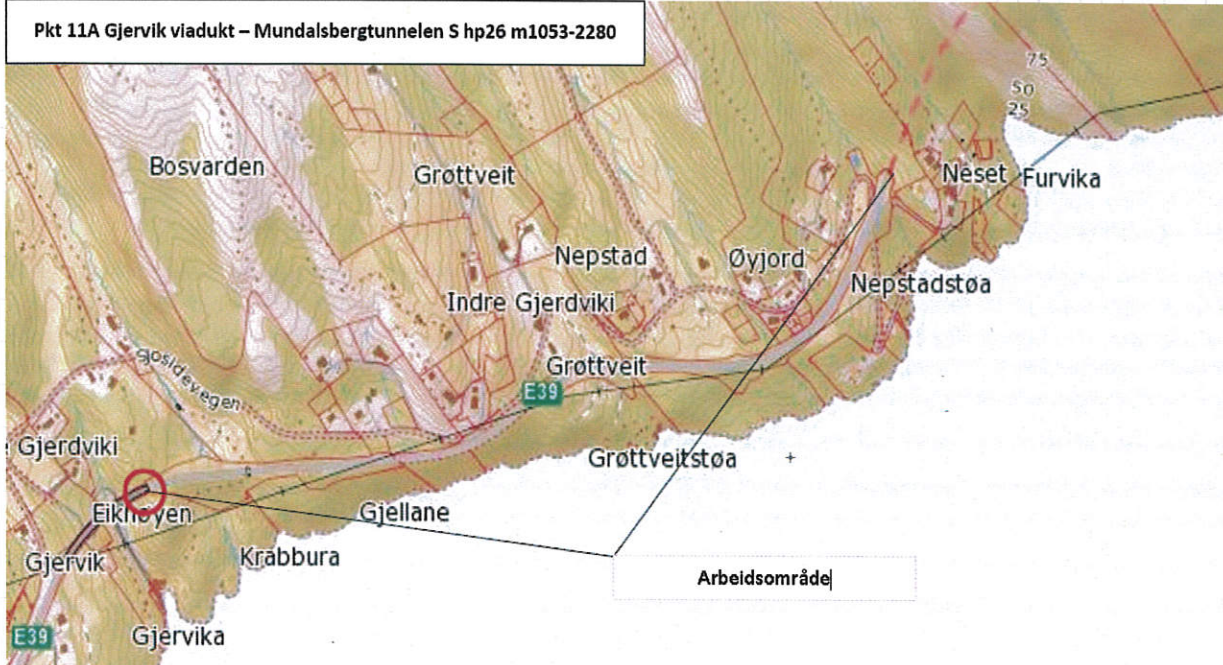 Pkt 11A Gjervik viadukt – Mundalsbergtunnelen S hp26 m1053-2280
75
50
25
Bosvarden
Grøttveit
Neset
Furvika
Nepstad
Øyjord
Nepstadstøa
Indre Gjerdviki
Grøttveit
Gjosidevegen
E39
e Gjerdviki
Grøttveitstøa
Eikhøyen
Gjellane
Gjervik
Krabbura
Arbeidsområde
E39
Gjervika